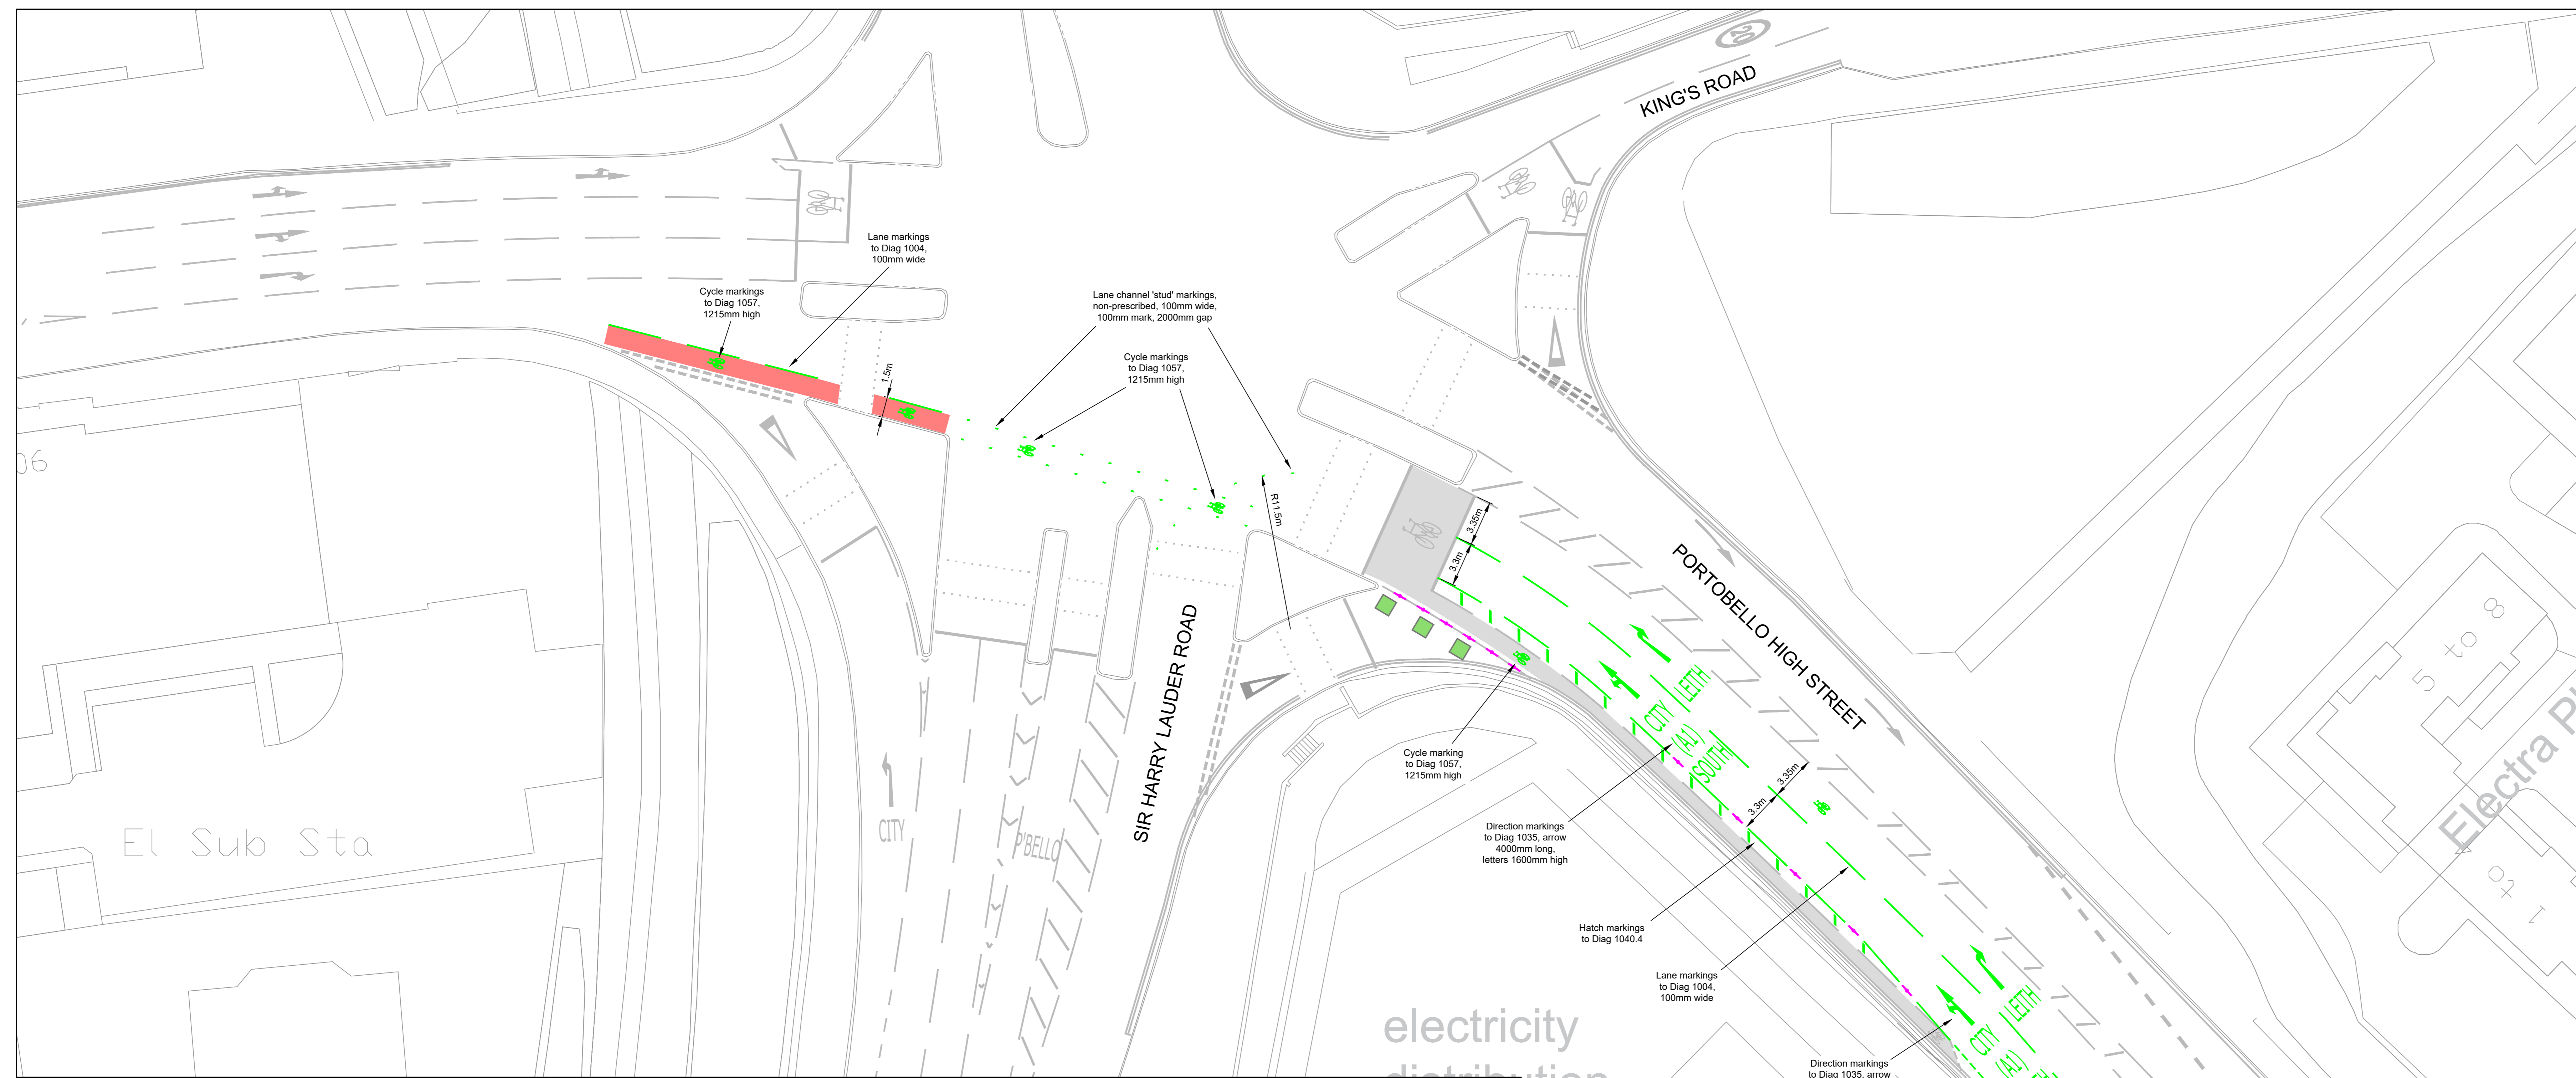 20
KING'S ROAD
Lane markings
to Diag 1004,
100mm wide
Cycle markings
to Diag 1057,
1215mm high
Lane channel 'stud' markings,
non-prescribed, 100mm wide,
100mm mark, 2000mm gap
Cycle markings
to Diag 1057,
1215mm high
1.5m
R11.5m
3.35m
3.3m
PORTOBELLO HIGH STREET
SIR HARRY LAUDER ROAD
LEITH
CITY
(A1)
SOUTH
3.35m
3.3m
Cycle marking
to Diag 1057,
1215mm high
Direction markings
to Diag 1035, arrow
4000mm long,
letters 1600mm high
Hatch markings
to Diag 1040.4
Lane markings
to Diag 1004,
100mm wide
Direction markings
to Diag 1035, arrow
LEITH
CITY
(A1)
CITY
P'BELLO
El Sub Sta
electricity
distribution
5 to 8
Electra
1 to